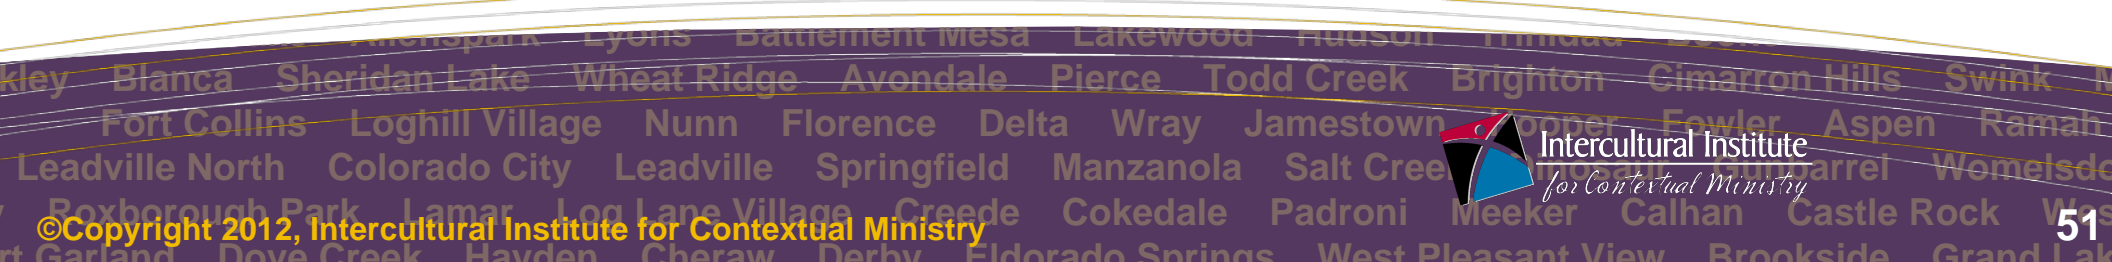 Allenspark Lyons Battlement Mesa Lakewood Hudson Trinidad
Blanca Sheridan Lake Wheat Ridge Avondale Pierce Todd Creek Brighton Cimarron Hills Swink
Fort Collins Loghill Village Nunn Florence Delta Wray Jamestown Fowler Aspen Ramah
Intercultural Institute
for Contextual Ministry
Leadville North Colorado City Leadville Springfield Manzanola Salt Creek
Roxborough Park Lamar Log Lane Village Creede Cokedale Padroni Meeker Calhan Castle Rock
©Copyright 2012, Intercultural Institute for Contextual Ministry
51
Garland Dove Creek Hayden Cheraw Derby Eldorado Springs West Pleasant View Brookside Grand